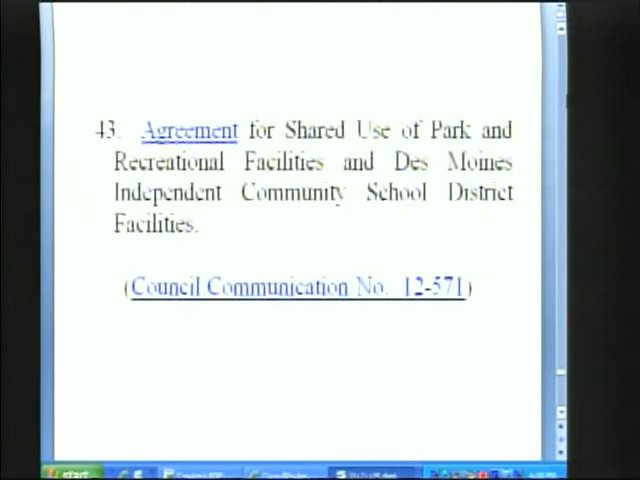 43. Agreement for Shared Use of Park and
Recreational Facilities and Des Moines
Independent Community School District
Facilities.
(Council Communication No. 12-571)
start